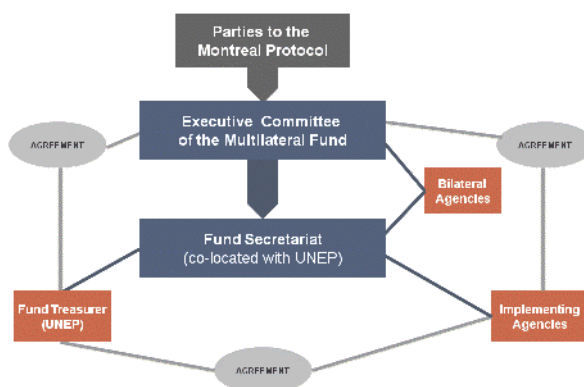 Parties to the
Montreal Protocol
Executive Committee
of the Multilateral Fund
AGREEMENT
AGREEMENT
Bilateral
Agencies
Fund Secretariat
(co-located with UNEP)
Fund Treasurer
(UNEP)
Implementing
Agencies
AGREEMENT